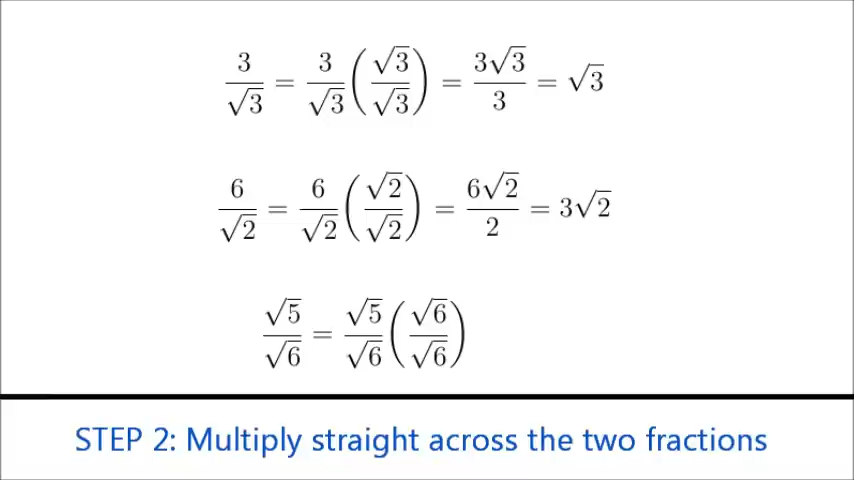 3/√3 = 3/√3 (√3/√3) = 3√3/3 = √3
6/√2 = 6/√2 (√2/√2) = 6√2/2 = 3√2
√5/√6 = √5/√6 (√6/√6)
STEP 2: Multiply straight across the two fractions